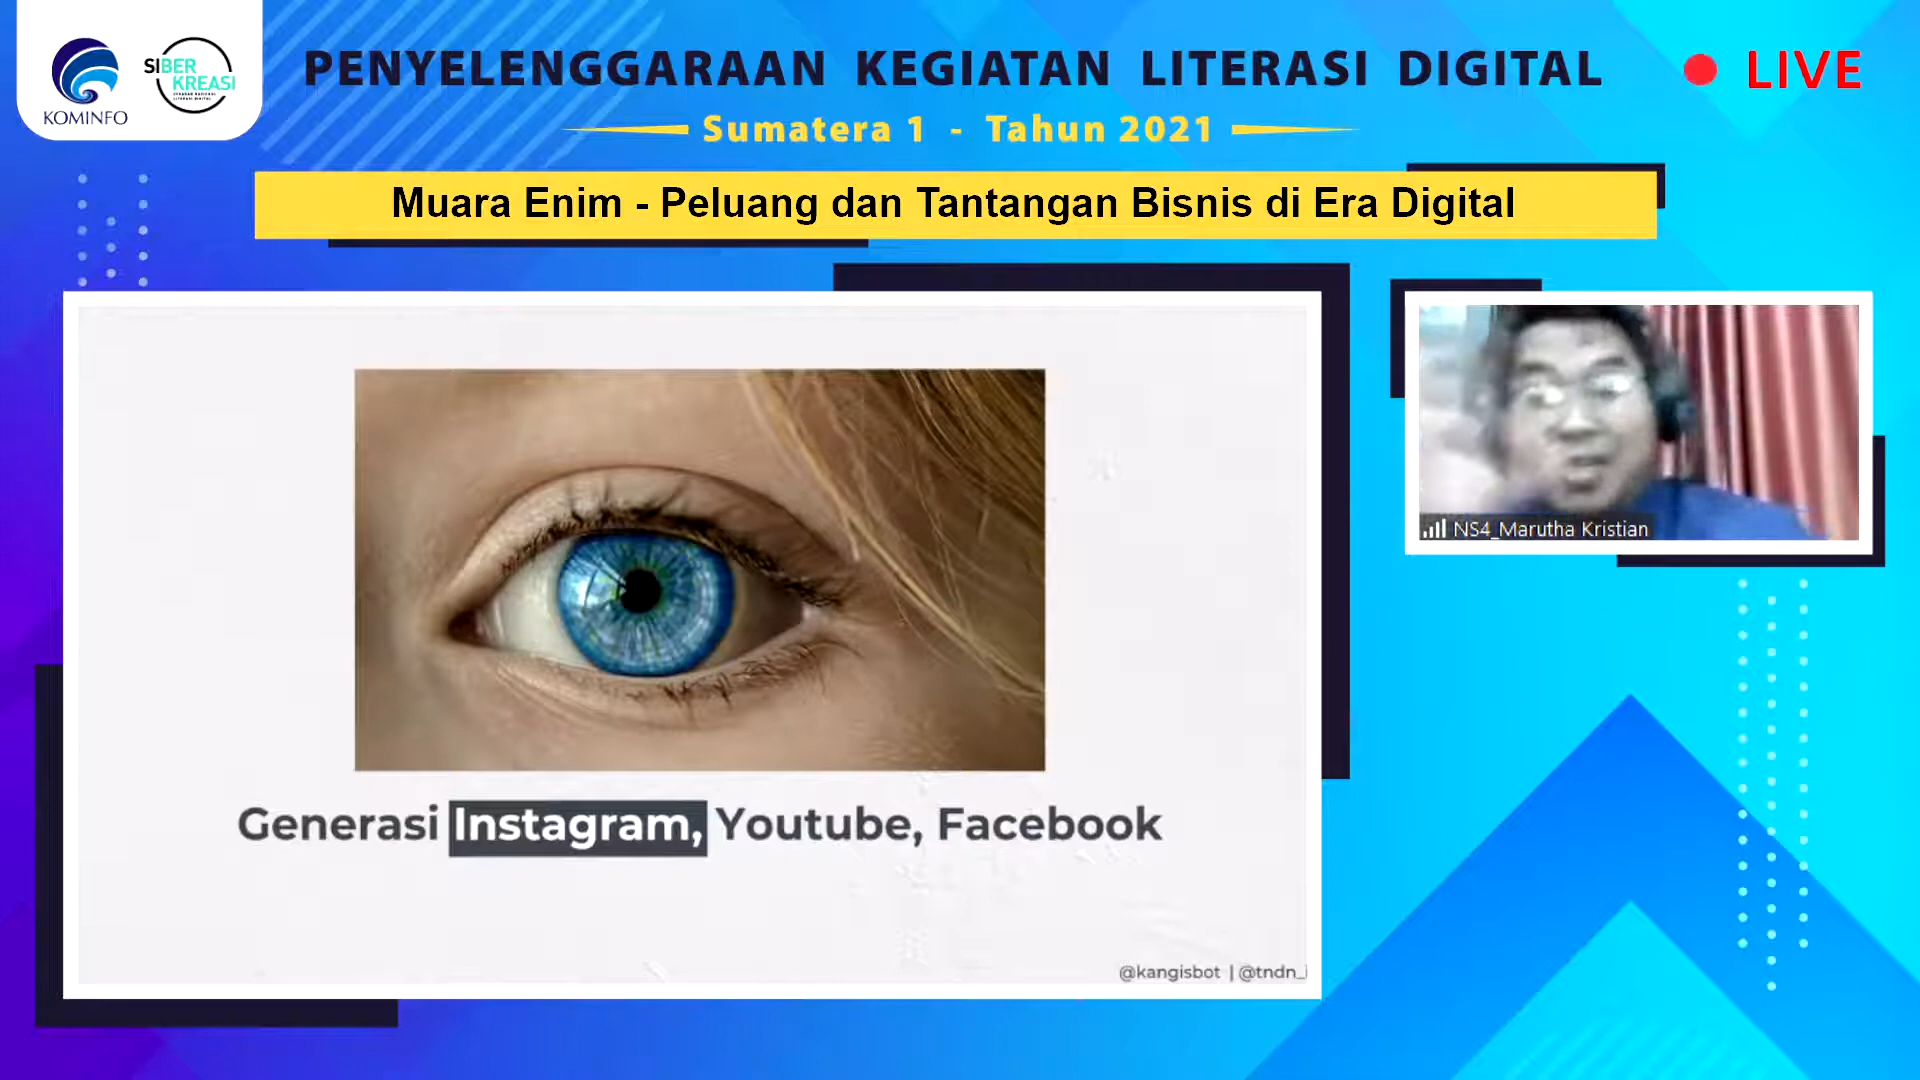 KOMINFO
SIBER
KREASI
PENYELENGGARAAN KEGIATAN LITERASI DIGITAL
LIVE
Sumatera 1 - Tahun 2021
Muara Enim - Peluang dan Tantangan Bisnis di Era Digital
NS4_Marutha Kristian
Generasi Instagram, Youtube, Facebook
@kangisbot | @tndn_